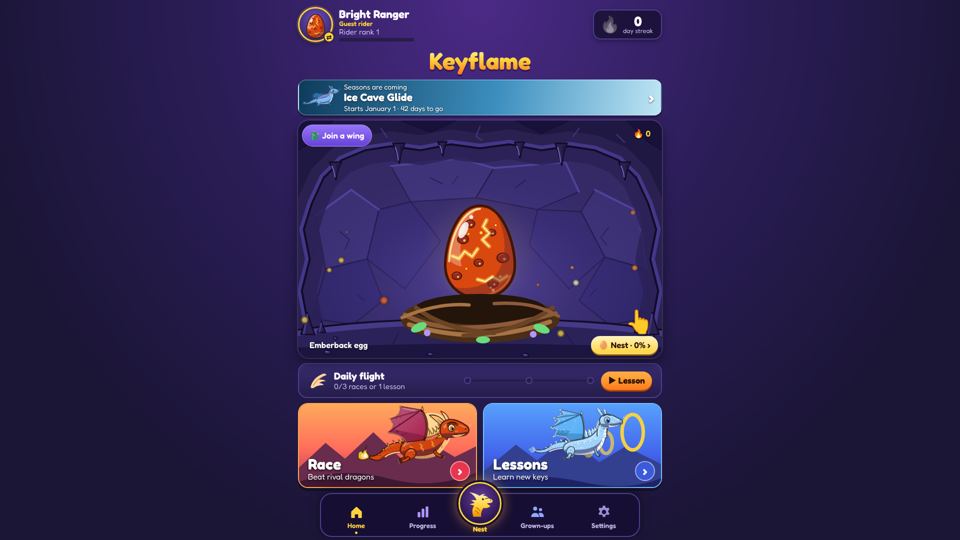 Bright Ranger
Guest rider
Rider rank 1
0
day streak
Keyflame
Seasons are coming
Ice Cave Glide
Starts January 1 · 42 days to go
Join a wing
0
Emberback egg
Nest · 0% ›
Daily flight
0/3 races or 1 lesson
Lesson
Race
Beat rival dragons
Lessons
Learn new keys
Home
Progress
Nest
Grown-ups
Settings